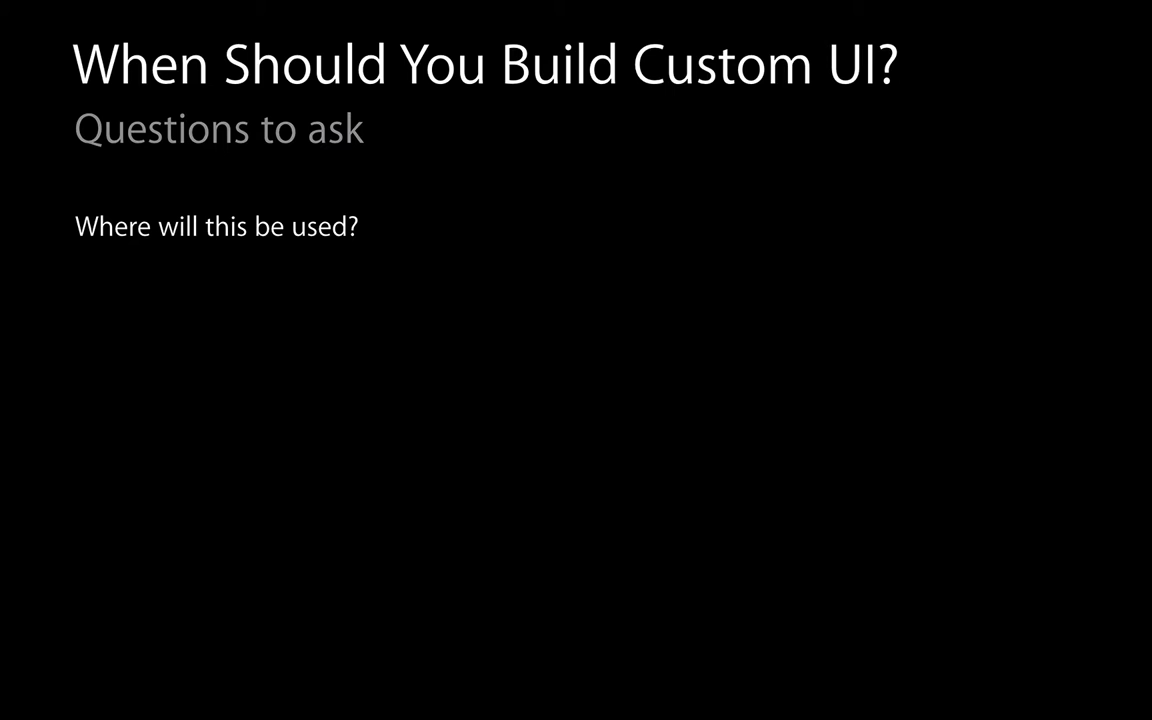 When Should You Build Custom UI?
Questions to ask
Where will this be used?